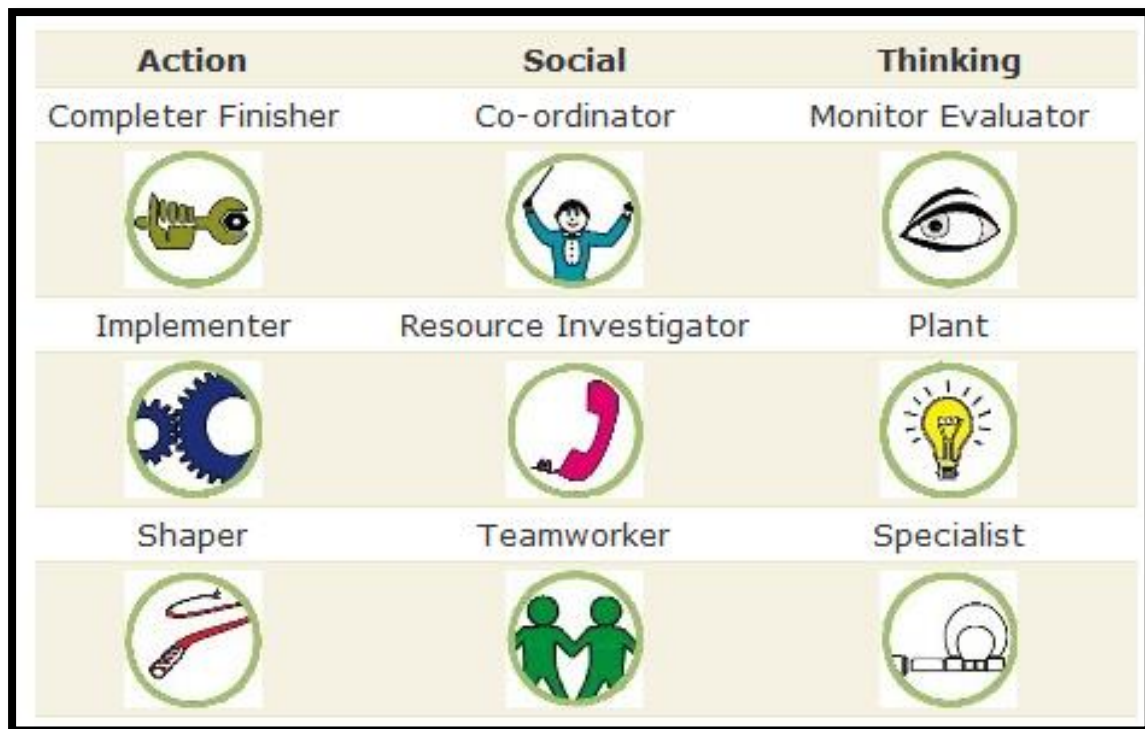 Action Social Thinking
Completer Finisher Co-ordinator Monitor Evaluator
Implementer Resource Investigator Plant
Shaper Teamworker Specialist